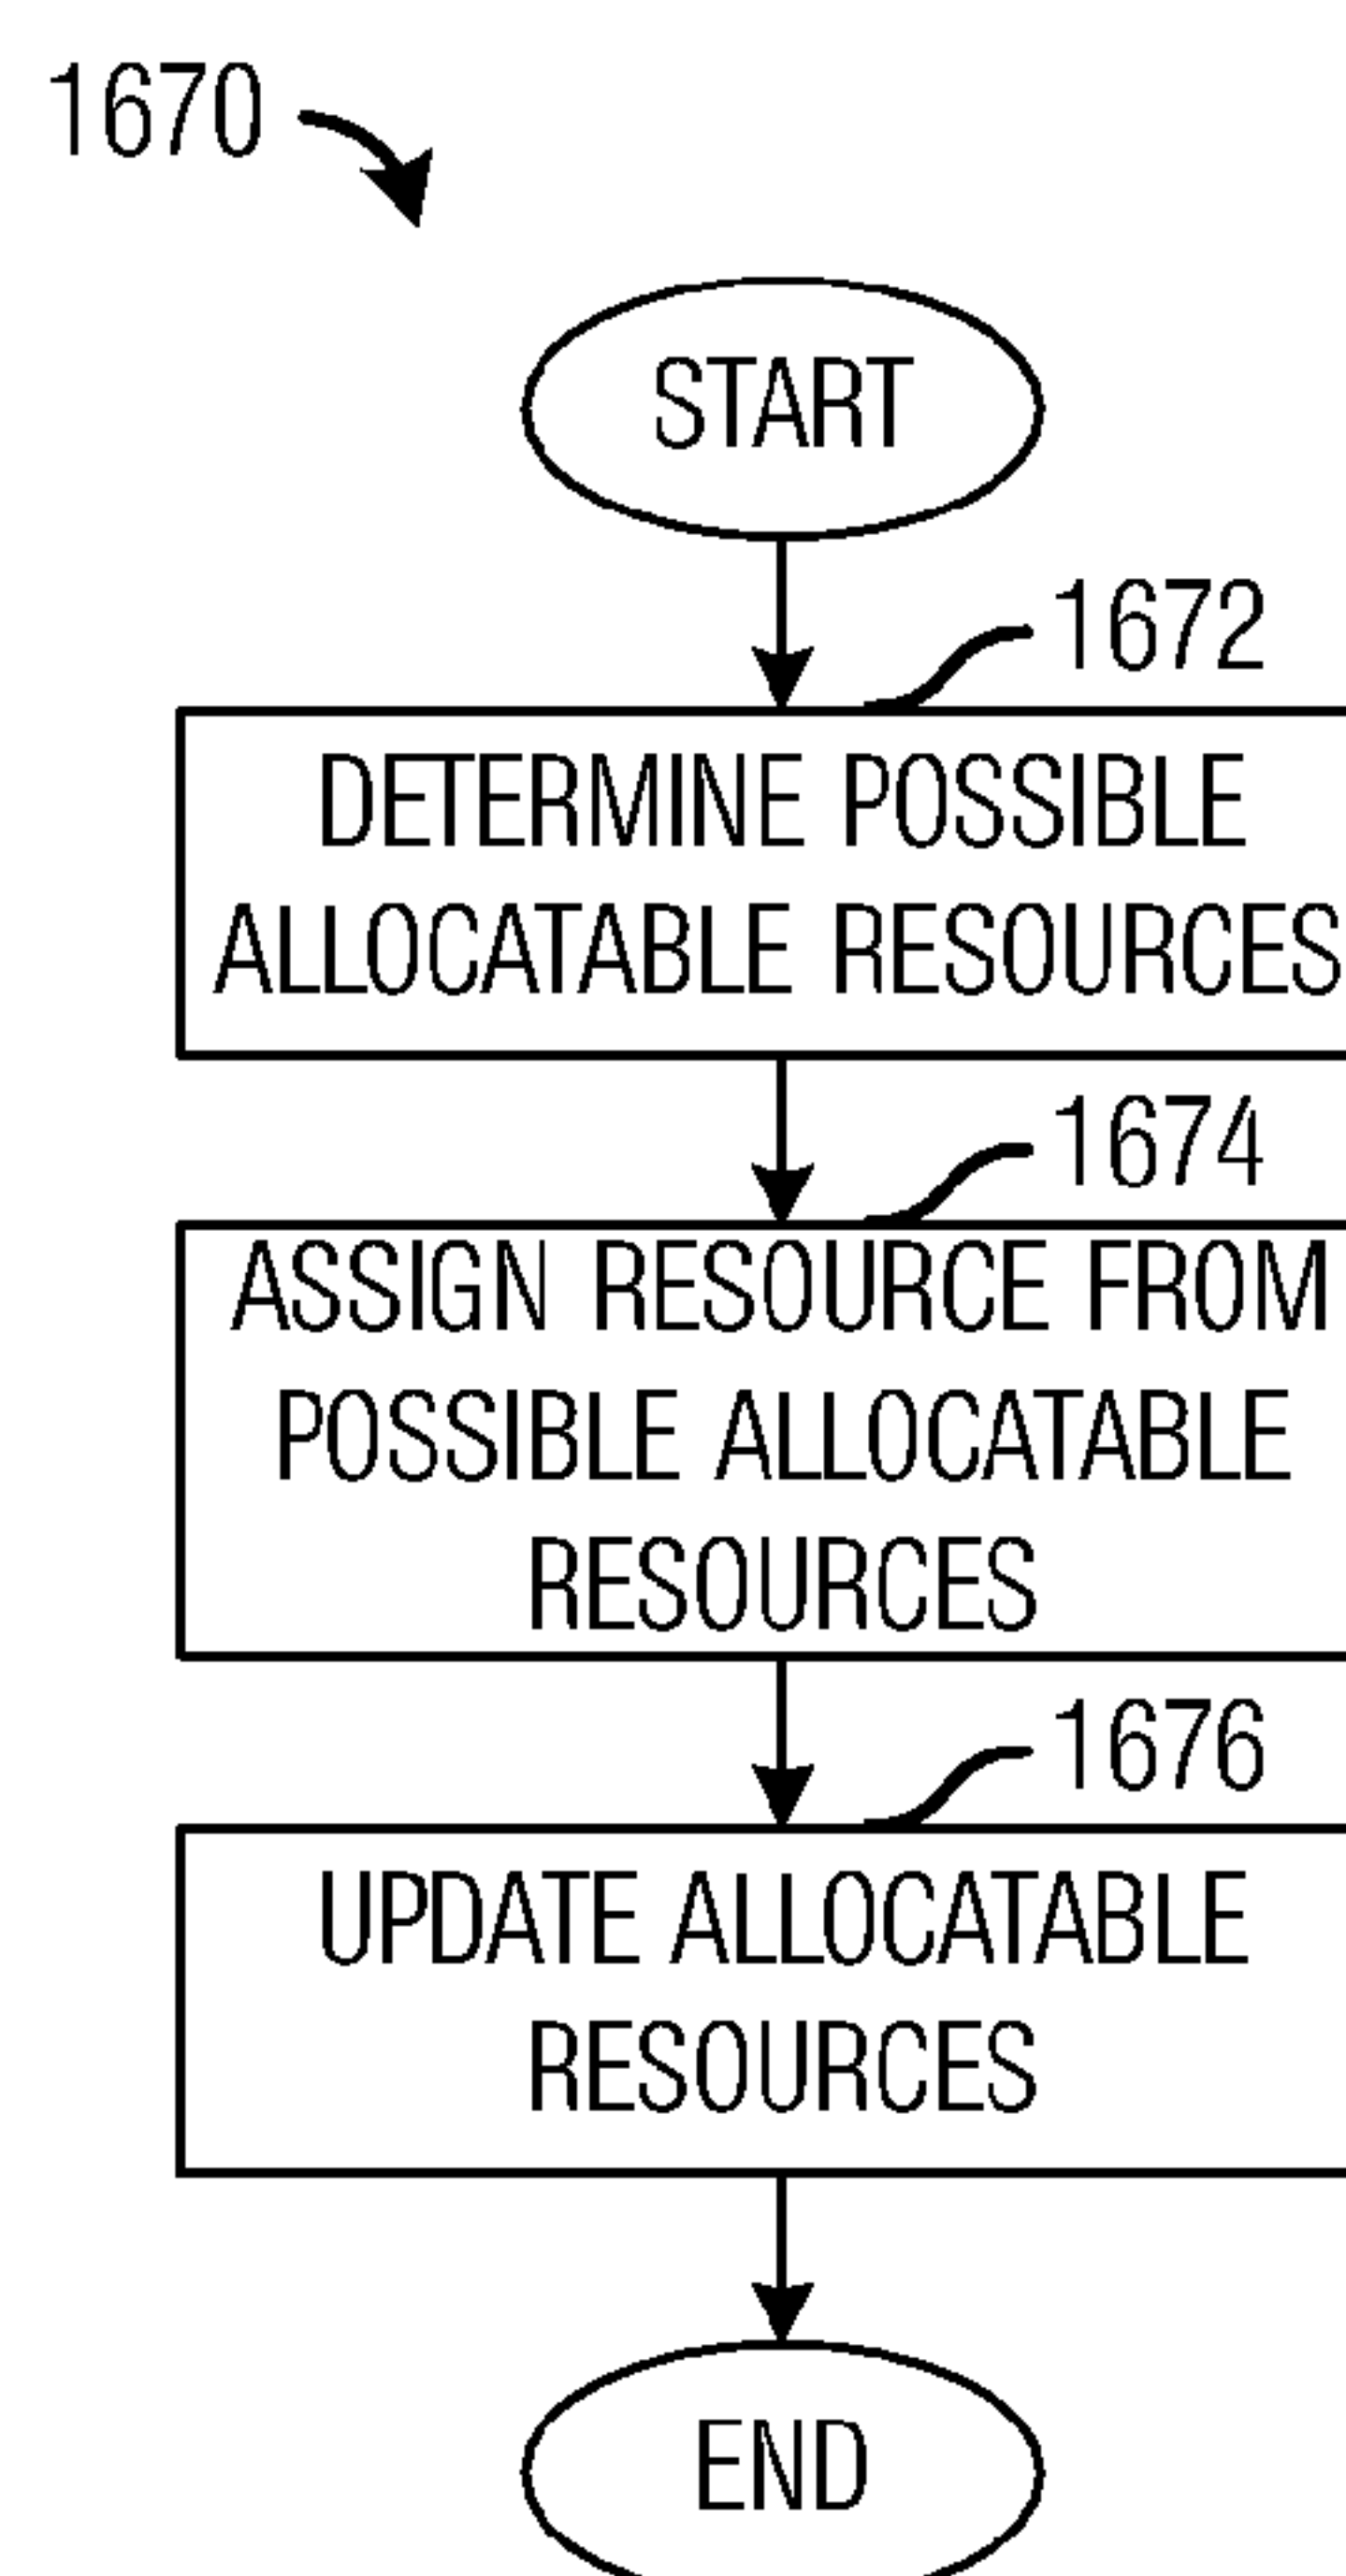 1670
START
1672
DETERMINE POSSIBLE
ALLOCATABLE RESOURCES
1674
ASSIGN RESOURCE FROM
POSSIBLE ALLOCATABLE
RESOURCES
1676
UPDATE ALLOCATABLE
RESOURCES
END